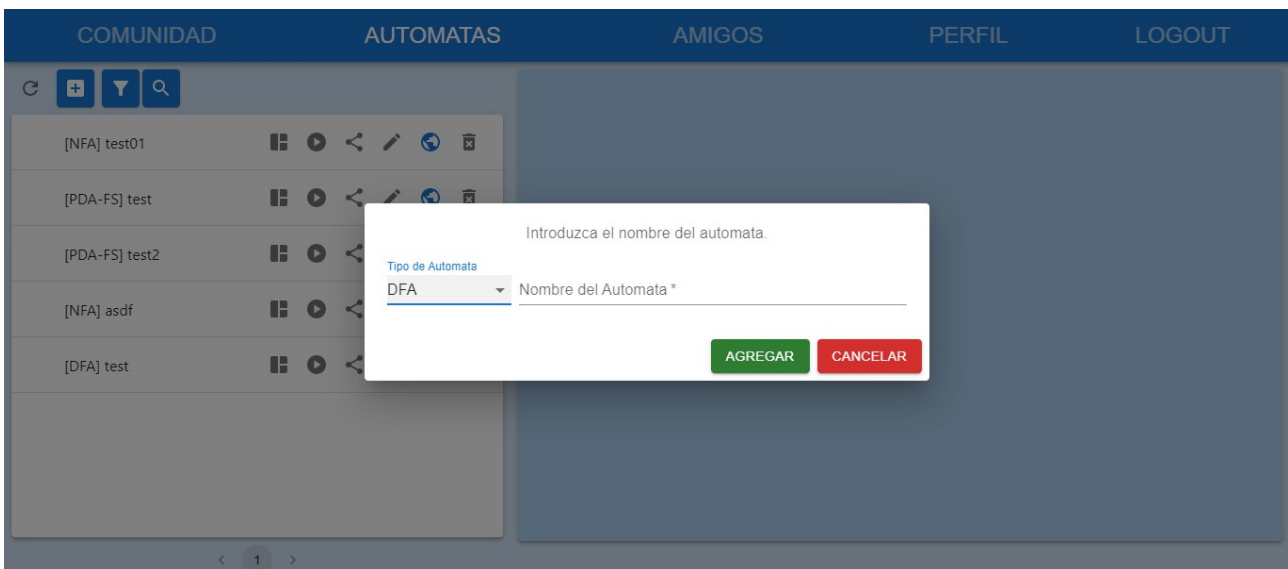 COMUNIDAD AUTOMATAS AMIGOS PERFIL LOGOUT
[NFA] test01
[PDA-FS] test
[PDA-FS] test2
[NFA] asdf
[DFA] test
Introduzca el nombre del automata.
Tipo de Automata
DFA Nombre del Automata *
AGREGAR CANCELAR
< 1 >